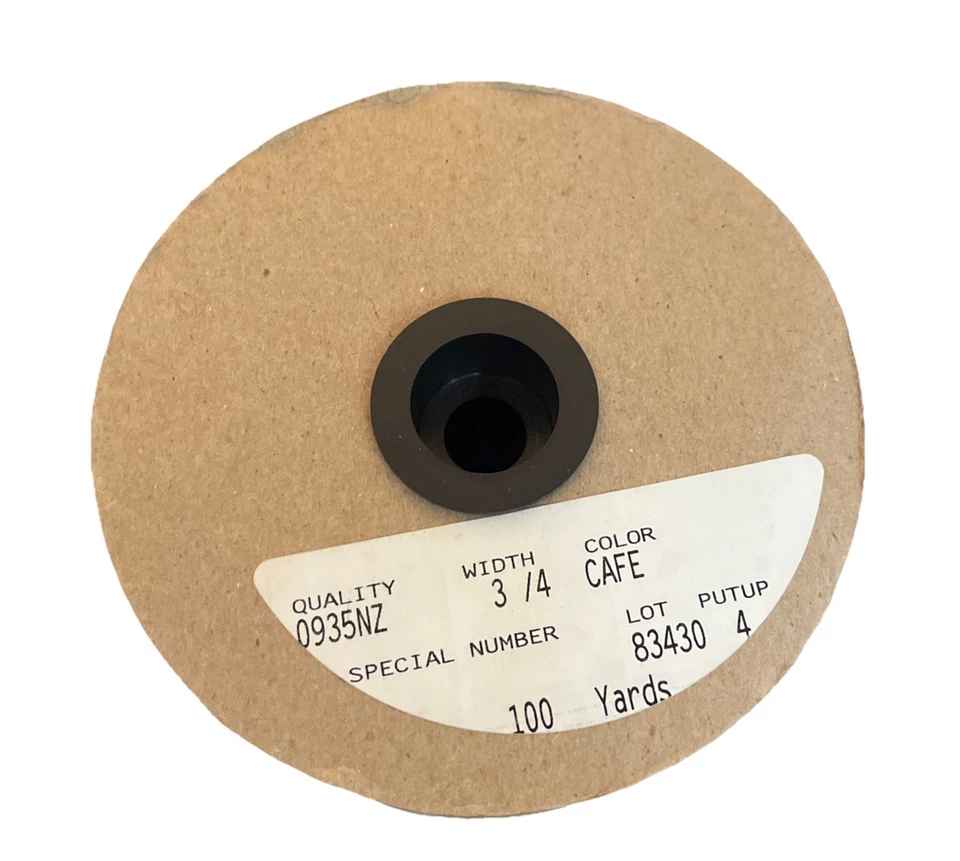 QUALITY WIDTH COLOR
0935NZ 3 /4 CAFE
SPECIAL NUMBER LOT PUTUP
83430 4
100 Yards